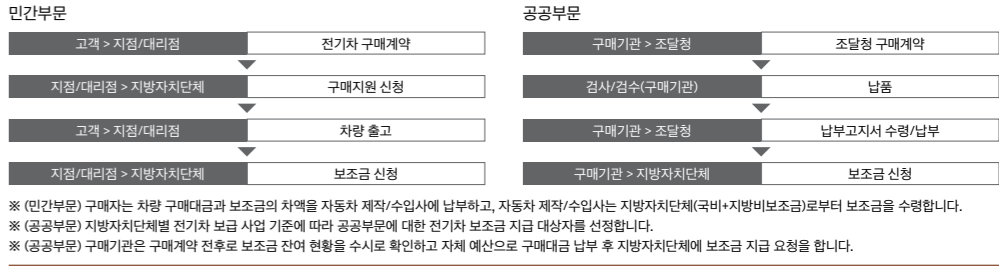 민간부문
고객 > 지점/대리점 전기차 구매계약
지점/대리점 > 지방자치단체 구매지원 신청
고객 > 지점/대리점 차량 출고
지점/대리점 > 지방자치단체 보조금 신청
공공부문
구매기관 > 조달청 조달청 구매계약
검사/검수(구매기관) 납품
구매기관 > 조달청 납부고지서 수령/납부
구매기관 > 지방자치단체 보조금 신청
※ (민간부문) 구매자는 차량 구매대금과 보조금의 차액을 자동차 제작/수입사에 납부하고, 자동차 제작/수입사는 지방자치단체(국비+지방비보조금)로부터 보조금을 수령합니다.
※ (공공부문) 지방자치단체별 전기차 보급 사업 기준에 따라 공공부문에 대한 전기차 보조금 지급 대상자를 선정합니다.
※ (공공부문) 구매기관은 구매계약 전후로 보조금 잔여 현황을 수시로 확인하고 자체 예산으로 구매대금 납부 후 지방자치단체에 보조금 지급 요청을 합니다.